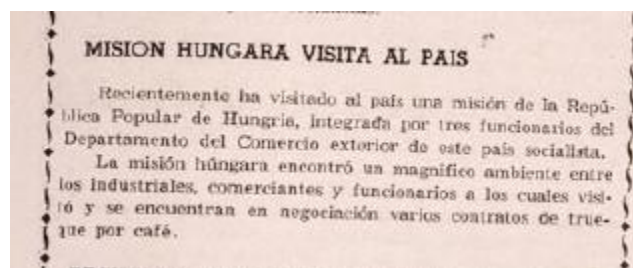 MISION HUNGARA VISITA AL PAIS
Recientemente ha visitado al país una misión de la Repú-
blica Popular de Hungría, integrada por tres funcionarios del
Departamento del Comercio exterior de este país socialista.
La misión húngara encontró un magnífico ambiente entre
los industriales, comerciantes y funcionarios a los cuales visi-
tó y se encuentran en negociación varios contratos de true-
que por café.